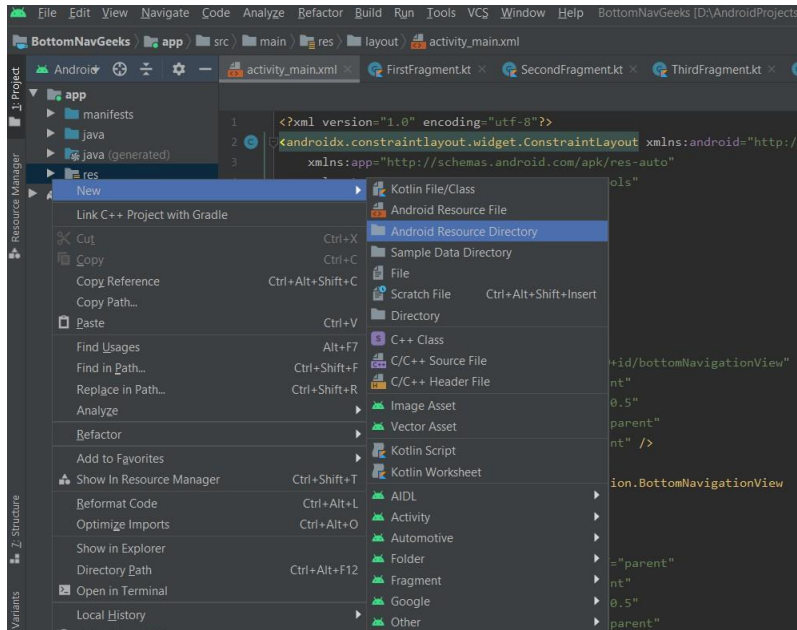 File Edit View Navigate Code Analyze Refactor Build Run Tools VCS Window Help BottomNavGeeks [D:\AndroidProjects
BottomNavGeeks app src main res layout activity_main.xml
Android activity_main.xml FirstFragment.kt SecondFragment.kt ThirdFragment.kt
1: Project
Resource Manager
7: Structure
Variants
app
manifests
java
java (generated)
res
1 <?xml version="1.0" encoding="utf-8"?>
2 <androidx.constraintlayout.widget.ConstraintLayout xmlns:android="http:/
3 xmlns:app="http://schemas.android.com/apk/res-auto"
ols"
New
Link C++ Project with Gradle
Cut Ctrl+X
Copy Ctrl+C
Copy Reference Ctrl+Alt+Shift+C
Copy Path...
Paste Ctrl+V
Find Usages Alt+F7
Find in Path... Ctrl+Shift+F
Replace in Path... Ctrl+Shift+R
Analyze
Refactor
Add to Favorites
Show In Resource Manager Ctrl+Shift+T
Reformat Code Ctrl+Alt+L
Optimize Imports Ctrl+Alt+O
Show in Explorer
Directory Path Ctrl+Alt+F12
Open in Terminal
Local History
Kotlin File/Class
Android Resource File
Android Resource Directory
Sample Data Directory
File
Scratch File Ctrl+Alt+Shift+Insert
Directory
C++ Class
C/C++ Source File
C/C++ Header File
Image Asset
Vector Asset
Kotlin Script
Kotlin Worksheet
AIDL
Activity
Automotive
Folder
Fragment
Google
Other
+id/bottomNavigationView"
nt"
0.5"
parent"
nt" />
ion.BottomNavigationView
="parent"
nt"
0.5"
parent"